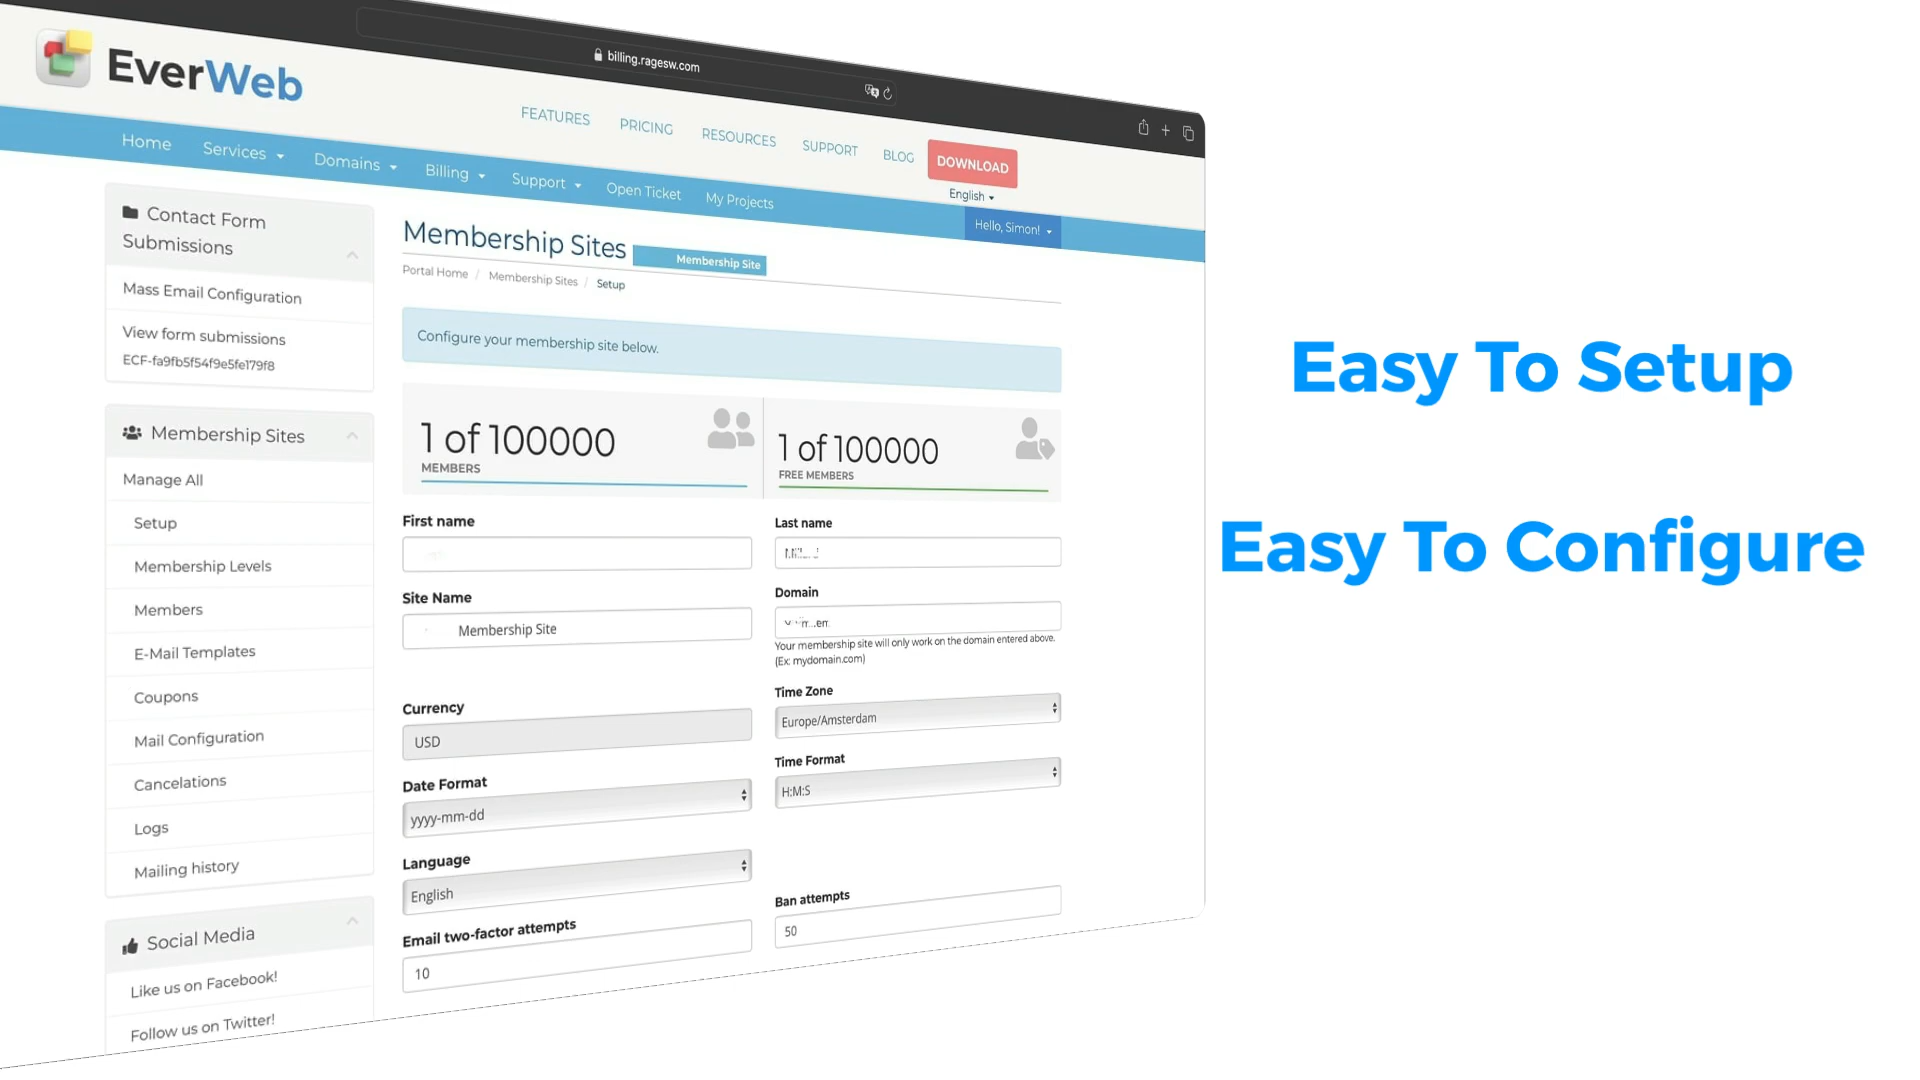 billing.ragesw.com
EverWeb
FEATURES
PRICING
RESOURCES
SUPPORT
BLOG
DOWNLOAD
English
Home
Services
Domains
Billing
Support
Open Ticket
My Projects
Hello, Simon!
Contact Form
Submissions
Mass Email Configuration
View form submissions
ECF-fa9fb5f54f9e5fe179f8
Membership Sites
Manage All
Setup
Membership Levels
Members
E-Mail Templates
Coupons
Mail Configuration
Cancelations
Logs
Mailing history
Social Media
Like us on Facebook!
Follow us on Twitter!
Membership Sites
Membership Site
Portal Home / Membership Sites / Setup
Configure your membership site below.
1 of 100000
MEMBERS
1 of 100000
FREE MEMBERS
First name
Last name
Site Name
Membership Site
Domain
Your membership site will only work on the domain entered above.
(Ex: mydomain.com)
Currency
USD
Time Zone
Europe/Amsterdam
Date Format
yyyy-mm-dd
Time Format
H:M:S
Language
English
Email two-factor attempts
10
Ban attempts
50
Easy To Setup
Easy To Configure